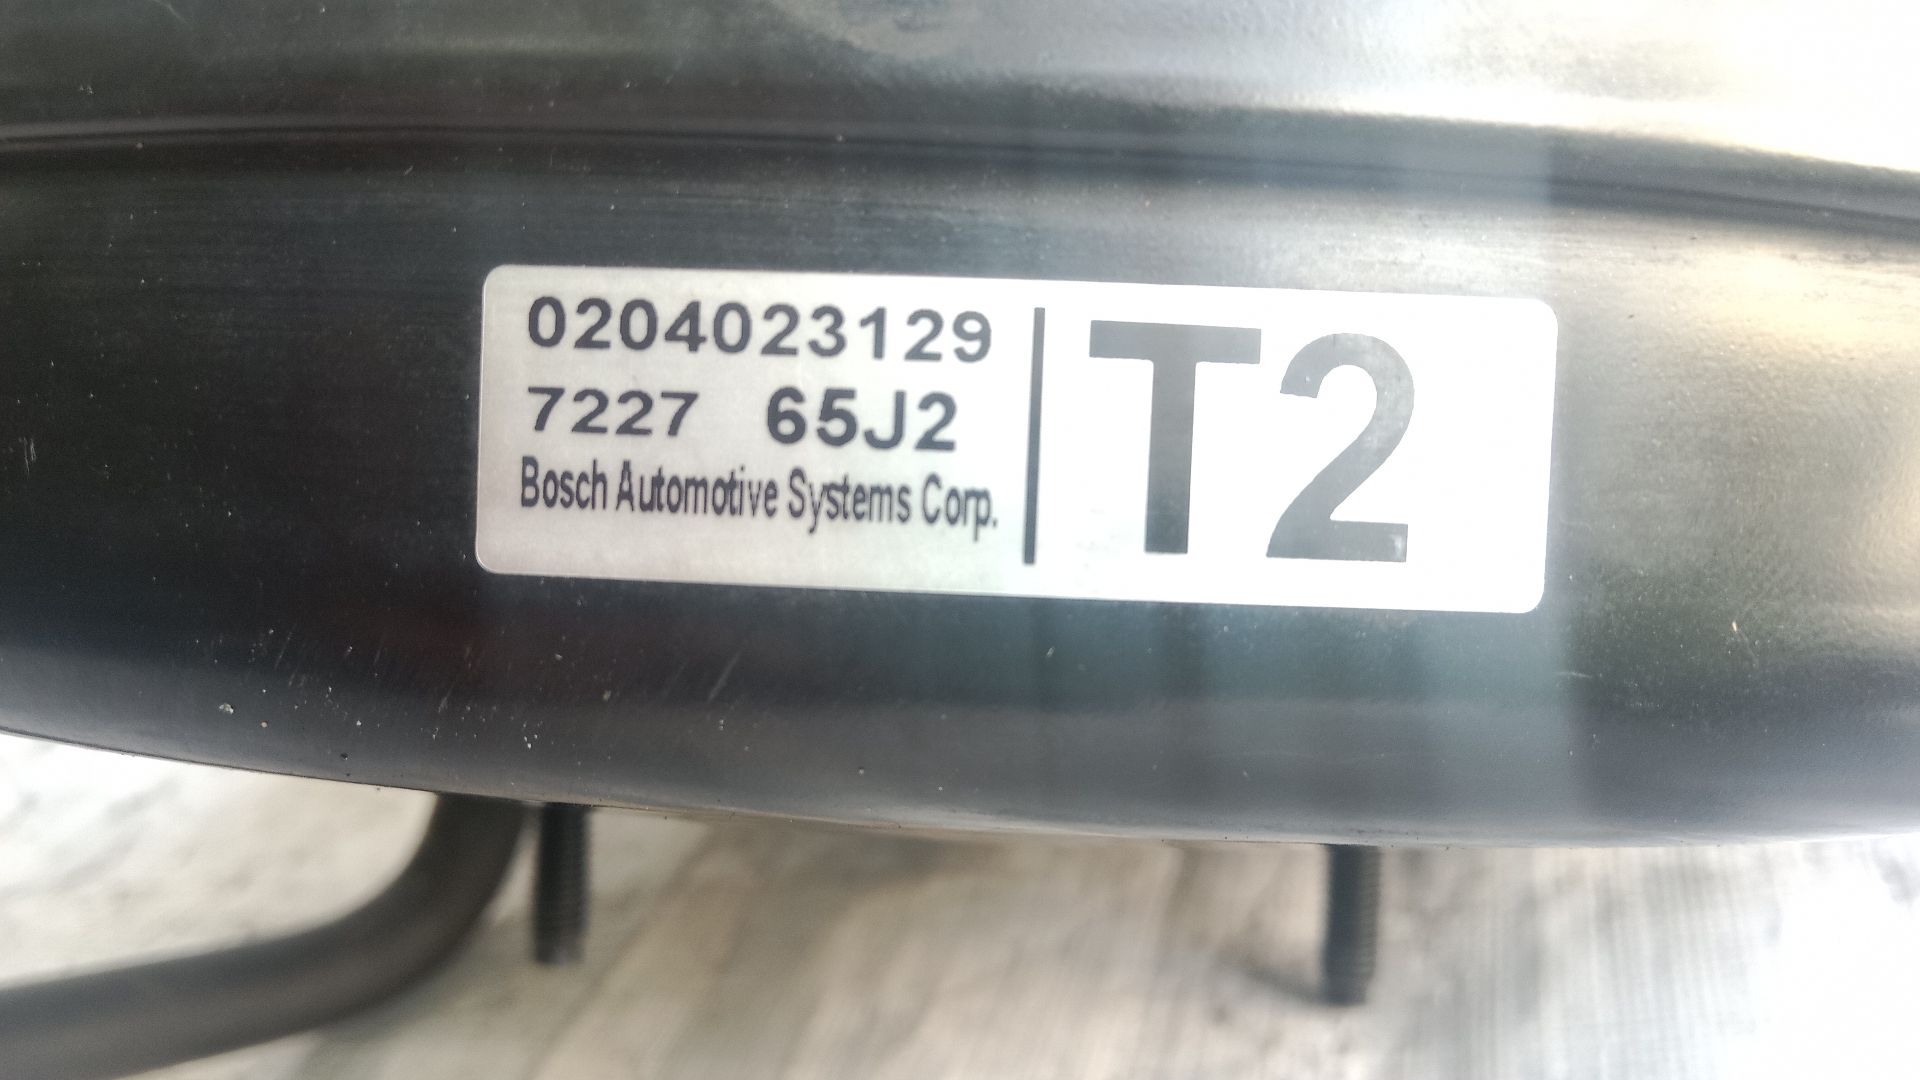 0204023129
7227 65J2
Bosch Automotive Systems Corp.
T2